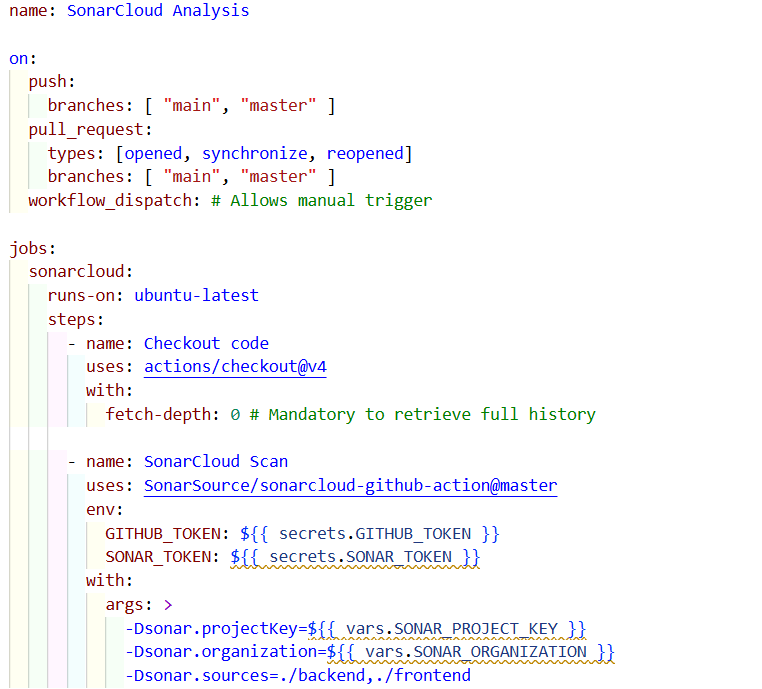 name: SonarCloud Analysis
on:
push:
branches: [ "main", "master" ]
pull_request:
types: [opened, synchronize, reopened]
branches: [ "main", "master" ]
workflow_dispatch: # Allows manual trigger
jobs:
sonarcloud:
runs-on: ubuntu-latest
steps:
- name: Checkout code
uses: actions/checkout@v4
with:
fetch-depth: 0 # Mandatory to retrieve full history
- name: SonarCloud Scan
uses: SonarSource/sonarcloud-github-action@master
env:
GITHUB_TOKEN: ${{ secrets.GITHUB_TOKEN }}
SONAR_TOKEN: ${{ secrets.SONAR_TOKEN }}
with:
args: >
-Dsonar.projectKey=${{ vars.SONAR_PROJECT_KEY }}
-Dsonar.organization=${{ vars.SONAR_ORGANIZATION }}
-Dsonar.sources=./backend,./frontend